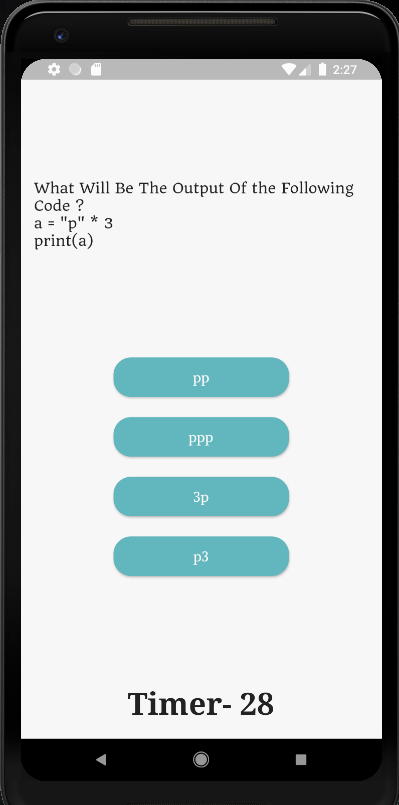 2:27
What Will Be The Output Of the Following
Code ?
a = "p" * 3
print(a)
pp
ppp
3p
p3
Timer- 28